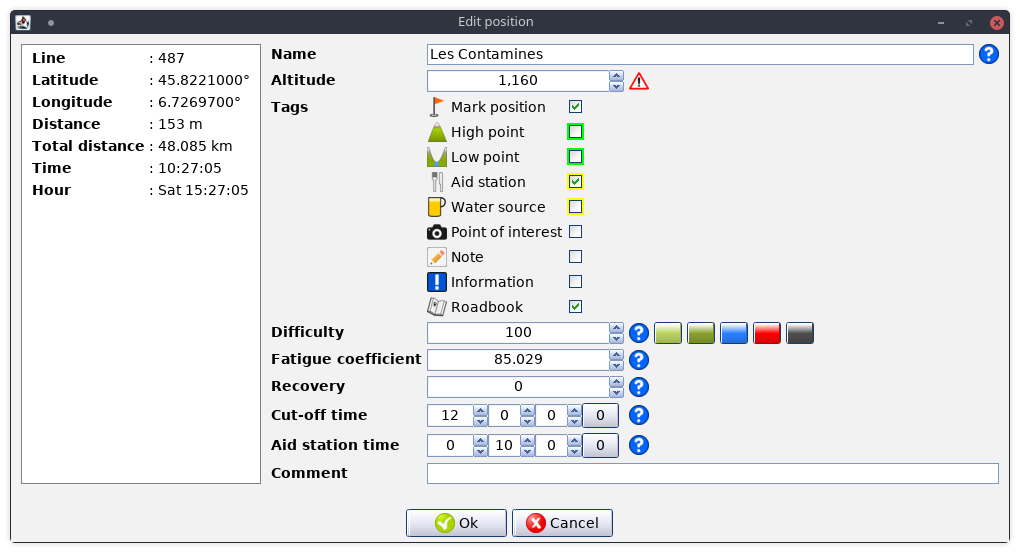 Edit position
Line : 487
Latitude : 45.8221000°
Longitude : 6.7269700°
Distance : 153 m
Total distance : 48.085 km
Time : 10:27:05
Hour : Sat 15:27:05
Name Les Contamines ?
Altitude 1,160
Tags Mark position
High point
Low point
Aid station
Water source
Point of interest
Note
Information
Roadbook
Difficulty 100 ?
Fatigue coefficient 85.029 ?
Recovery 0 ?
Cut-off time 12 0 0 0 ?
Aid station time 0 10 0 0 ?
Comment
Ok Cancel